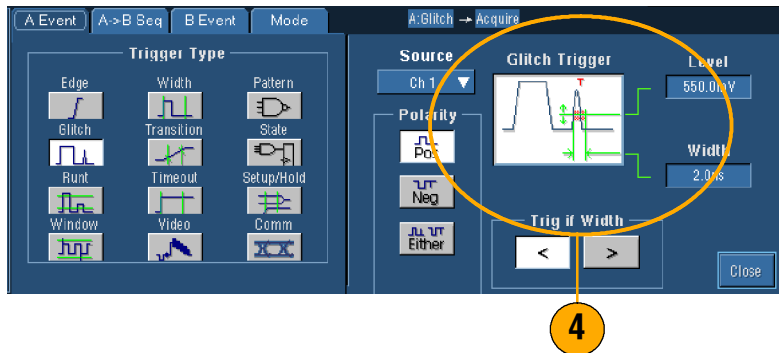 A Event
A->B Seq
B Event
Mode
A:Glitch → Acquire
Trigger Type
Edge
Width
Pattern
Glitch
Transition
State
Runt
Timeout
Setup/Hold
Window
Video
Comm
Source
Ch 1
Polarity
Pos
Neg
Either
Glitch Trigger
T
Level
550.0mV
Width
2.0ns
Trig if Width
<
>
Close
4